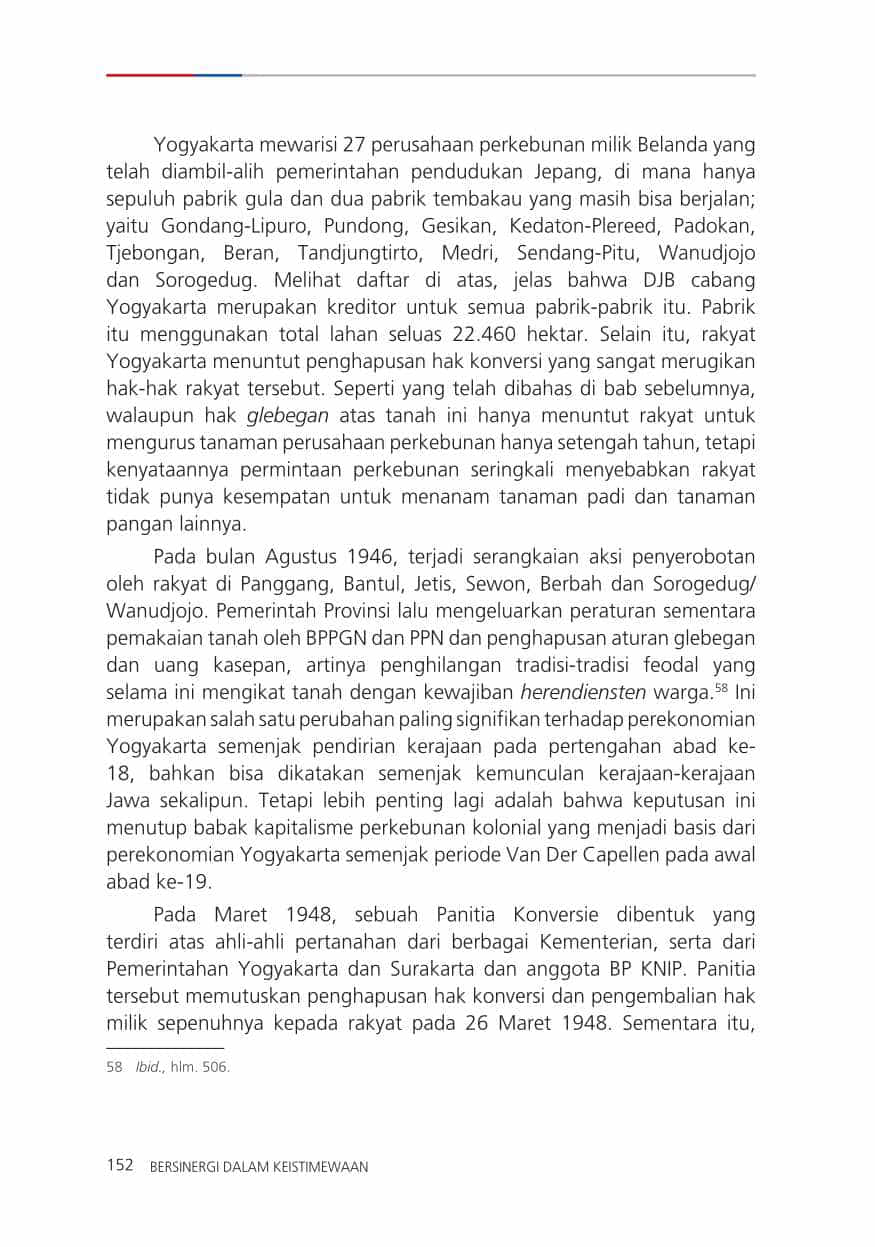 Yogyakarta mewarisi 27 perusahaan perkebunan milik Belanda yang
telah diambil-alih pemerintahan pendudukan Jepang, di mana hanya
sepuluh pabrik gula dan dua pabrik tembakau yang masih bisa berjalan;
yaitu Gondang-Lipuro, Pundong, Gesikan, Kedaton-Plereed, Padokan,
Tjebongan, Beran, Tandjungtirto, Medri, Sendang-Pitu, Wanudjojo
dan Sorogedug. Melihat daftar di atas, jelas bahwa DJB cabang
Yogyakarta merupakan kreditor untuk semua pabrik-pabrik itu. Pabrik
itu menggunakan total lahan seluas 22.460 hektar. Selain itu, rakyat
Yogyakarta menuntut penghapusan hak konversi yang sangat merugikan
hak-hak rakyat tersebut. Seperti yang telah dibahas di bab sebelumnya,
walaupun hak glebegan atas tanah ini hanya menuntut rakyat untuk
mengurus tanaman perusahaan perkebunan hanya setengah tahun, tetapi
kenyataannya permintaan perkebunan seringkali menyebabkan rakyat
tidak punya kesempatan untuk menanam tanaman padi dan tanaman
pangan lainnya.
Pada bulan Agustus 1946, terjadi serangkaian aksi penyerobotan
oleh rakyat di Panggang, Bantul, Jetis, Sewon, Berbah dan Sorogedug/
Wanudjojo. Pemerintah Provinsi lalu mengeluarkan peraturan sementara
pemakaian tanah oleh BPPGN dan PPN dan penghapusan aturan glebegan
dan uang kasepan, artinya penghilangan tradisi-tradisi feodal yang
selama ini mengikat tanah dengan kewajiban herendiensten warga.58 Ini
merupakan salah satu perubahan paling signifikan terhadap perekonomian
Yogyakarta semenjak pendirian kerajaan pada pertengahan abad ke-
18, bahkan bisa dikatakan semenjak kemunculan kerajaan-kerajaan
Jawa sekalipun. Tetapi lebih penting lagi adalah bahwa keputusan ini
menutup babak kapitalisme perkebunan kolonial yang menjadi basis dari
perekonomian Yogyakarta semenjak periode Van Der Capellen pada awal
abad ke-19.
Pada Maret 1948, sebuah Panitia Konversie dibentuk yang
terdiri atas ahli-ahli pertanahan dari berbagai Kementerian, serta dari
Pemerintahan Yogyakarta dan Surakarta dan anggota BP KNIP. Panitia
tersebut memutuskan penghapusan hak konversi dan pengembalian hak
milik sepenuhnya kepada rakyat pada 26 Maret 1948. Sementara itu,
58 Ibid., hlm. 506.
152 BERSINERGI DALAM KEISTIMEWAAN